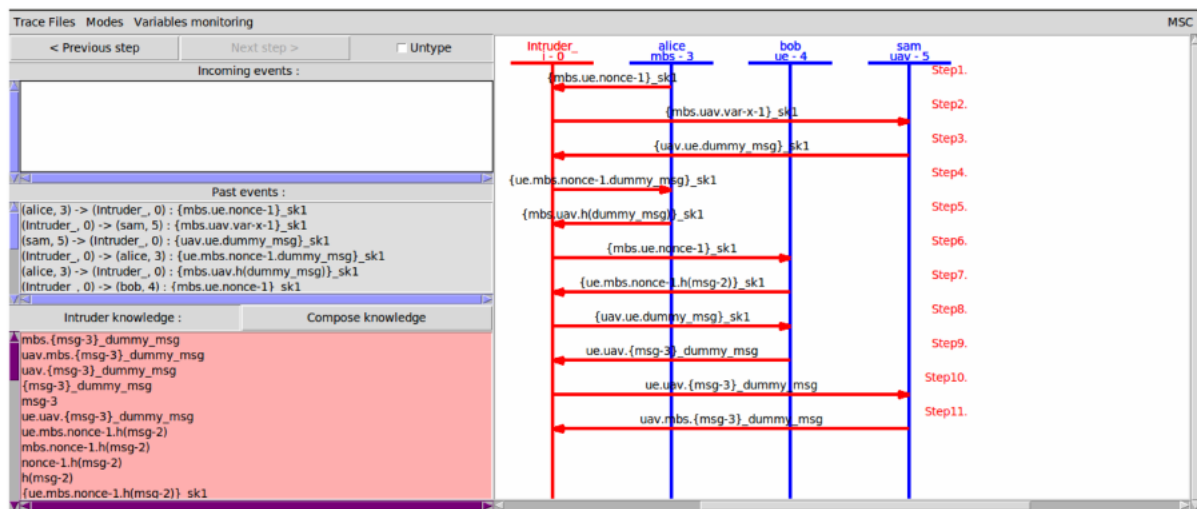 Trace Files Modes Variables monitoring MSC
< Previous step Next step > Untype
Incoming events :
Past events :
(alice, 3) -> (Intruder_, 0) : {mbs.ue.nonce-1}_sk1
(Intruder_, 0) -> (sam, 5) : {mbs.uav.var-x-1}_sk1
(sam, 5) -> (Intruder_, 0) : {uav.ue.dummy_msg}_sk1
(Intruder_, 0) -> (alice, 3) : {ue.mbs.nonce-1.dummy_msg}_sk1
(alice, 3) -> (Intruder_, 0) : {mbs.uav.h(dummy_msg)}_sk1
(Intruder_, 0) -> (bob, 4) : {mbs.ue.nonce-1}_sk1
Intruder knowledge : Compose knowledge
mbs.{msg-3}_dummy_msg
uav.mbs.{msg-3}_dummy_msg
uav.{msg-3}_dummy_msg
{msg-3}_dummy_msg
msg-3
ue.uav.{msg-3}_dummy_msg
ue.mbs.nonce-1.h(msg-2)
mbs.nonce-1.h(msg-2)
nonce-1.h(msg-2)
h(msg-2)
{ue.mbs.nonce-1.h(msg-2)}_sk1
Intruder_ alice bob sam
i - 0 mbs - 3 ue - 4 uav - 5
Step1.
{mbs.ue.nonce-1}_sk1
Step2.
{mbs.uav.var-x-1}_sk1
Step3.
{uav.ue.dummy_msg}_sk1
Step4.
{ue.mbs.nonce-1.dummy_msg}_sk1
Step5.
{mbs.uav.h(dummy_msg)}_sk1
Step6.
{mbs.ue.nonce-1}_sk1
Step7.
{ue.mbs.nonce-1.h(msg-2)}_sk1
Step8.
{uav.ue.dummy_msg}_sk1
Step9.
ue.uav.{msg-3}_dummy_msg
Step10.
ue.uav.{msg-3}_dummy_msg
Step11.
uav.mbs.{msg-3}_dummy_msg